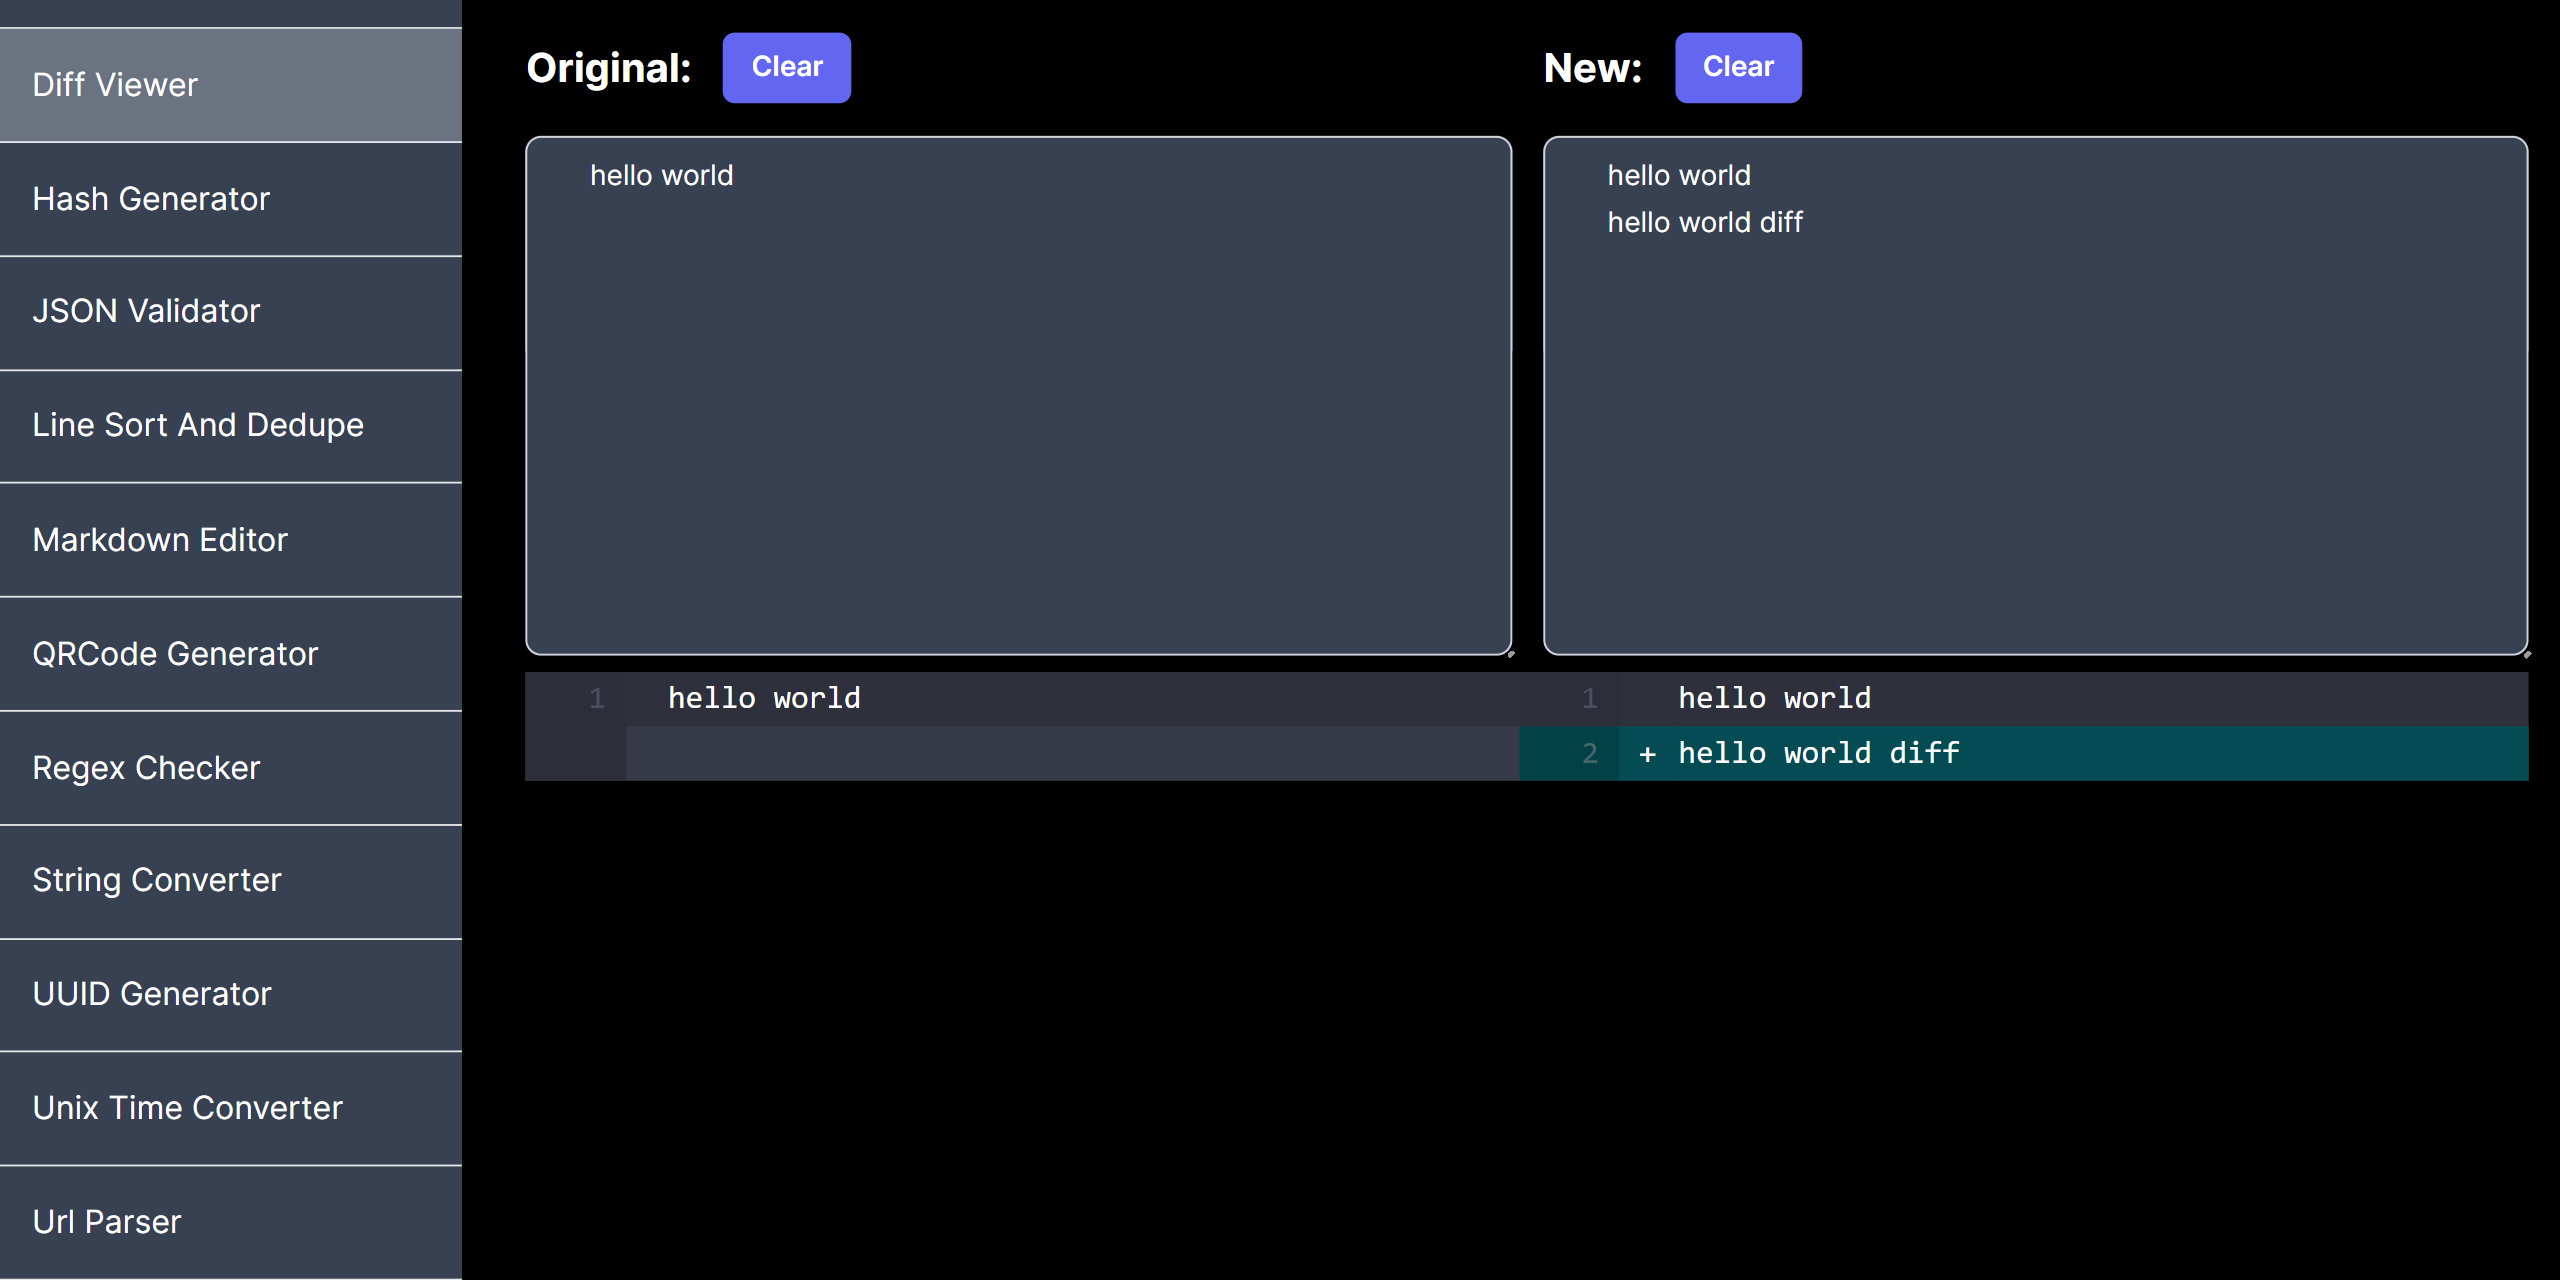 Diff Viewer
Hash Generator
JSON Validator
Line Sort And Dedupe
Markdown Editor
QRCode Generator
Regex Checker
String Converter
UUID Generator
Unix Time Converter
Url Parser
Original: Clear
hello world
New: Clear
hello world
hello world diff
1 hello world 1 hello world
2 + hello world diff